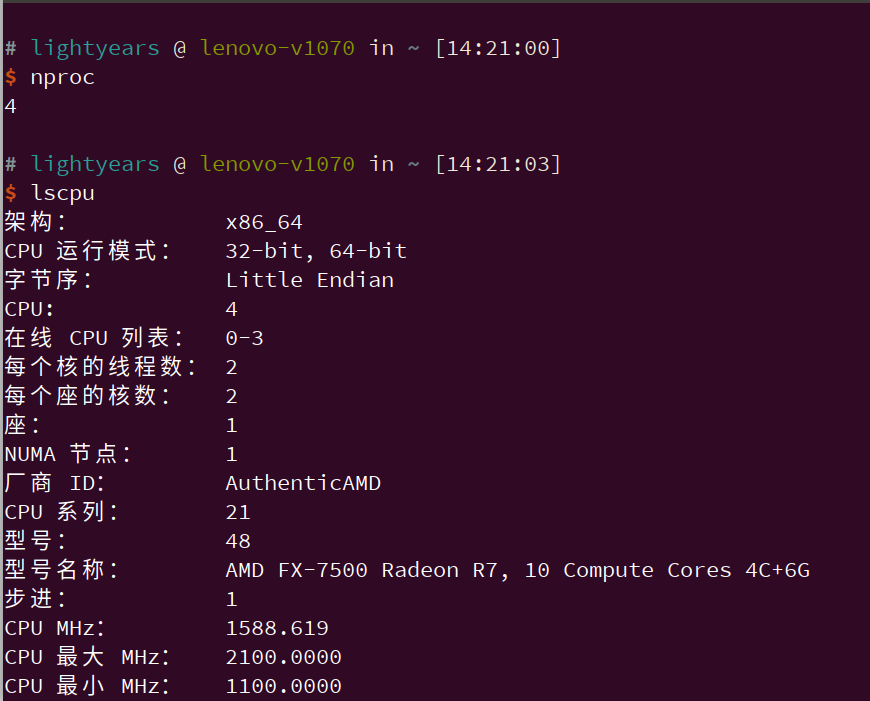 # lightyears @ lenovo-v1070 in ~ [14:21:00]
$ nproc
4
# lightyears @ lenovo-v1070 in ~ [14:21:03]
$ lscpu
架构： x86_64
CPU 运行模式： 32-bit, 64-bit
字节序： Little Endian
CPU: 4
在线 CPU 列表： 0-3
每个核的线程数： 2
每个座的核数： 2
座： 1
NUMA 节点： 1
厂商 ID： AuthenticAMD
CPU 系列： 21
型号： 48
型号名称： AMD FX-7500 Radeon R7, 10 Compute Cores 4C+6G
步进： 1
CPU MHz： 1588.619
CPU 最大 MHz： 2100.0000
CPU 最小 MHz： 1100.0000